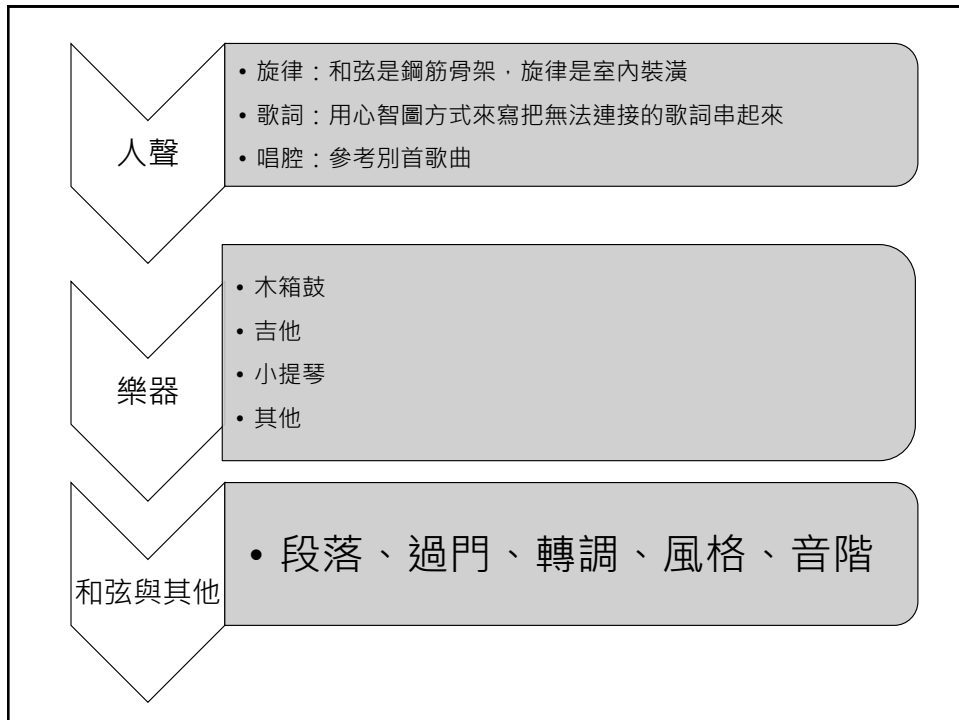 人聲
• 旋律：和弦是鋼筋骨架，旋律是室內裝潢
• 歌詞：用心智圖方式來寫把無法連接的歌詞串起來
• 唱腔：參考別首歌曲
樂器
• 木箱鼓
• 吉他
• 小提琴
• 其他
和弦與其他
• 段落、過門、轉調、風格、音階